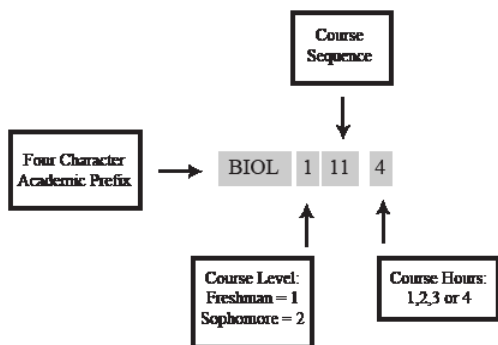 Course
Sequence
Four Character
Academic Prefix
BIOL 1 11 4
Course Level:
Freshman = 1
Sophomore = 2
Course Hours:
1,2,3 or 4